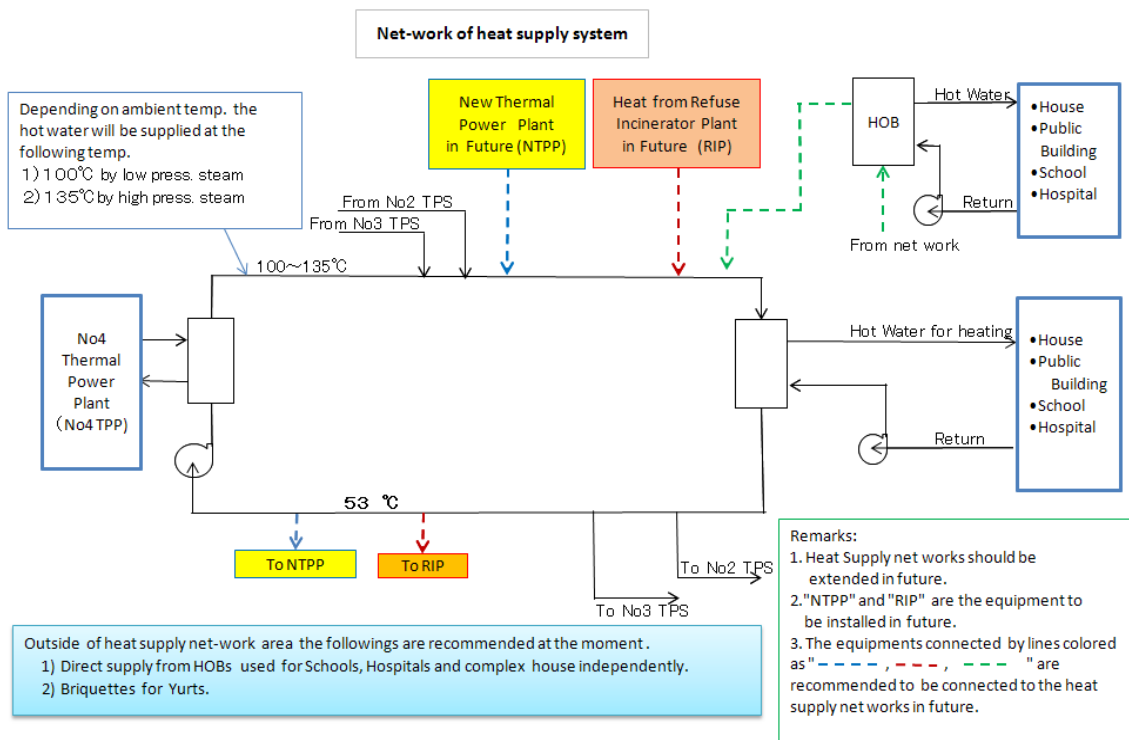 Net-work of heat supply system
Depending on ambient temp. the
hot water will be supplied at the
following temp.
1)100℃ by low press. steam
2)135℃ by high press. steam
New Thermal
Power Plant
in Future (NTPP)
Heat from Refuse
Incinerator Plant
in Future (RIP)
HOB
Hot Water
Return
From net work
•House
•Public
Building
•School
•Hospital
From No2 TPS
From No3 TPS
100~135℃
No4
Thermal
Power
Plant
(No4 TPP)
Hot Water for heating
Return
•House
•Public
Building
•School
•Hospital
53 ℃
To NTPP
To RIP
To No2 TPS
To No3 TPS
Outside of heat supply net-work area the followings are recommended at the moment.
1) Direct supply from HOBs used for Schools, Hospitals and complex house independently.
2) Briquettes for Yurts.
Remarks:
1. Heat Supply net works should be
extended in future.
2."NTPP" and "RIP" are the equipment to
be installed in future.
3. The equipments connected by lines colored
as " , , " are
recommended to be connected to the heat
supply net works in future.